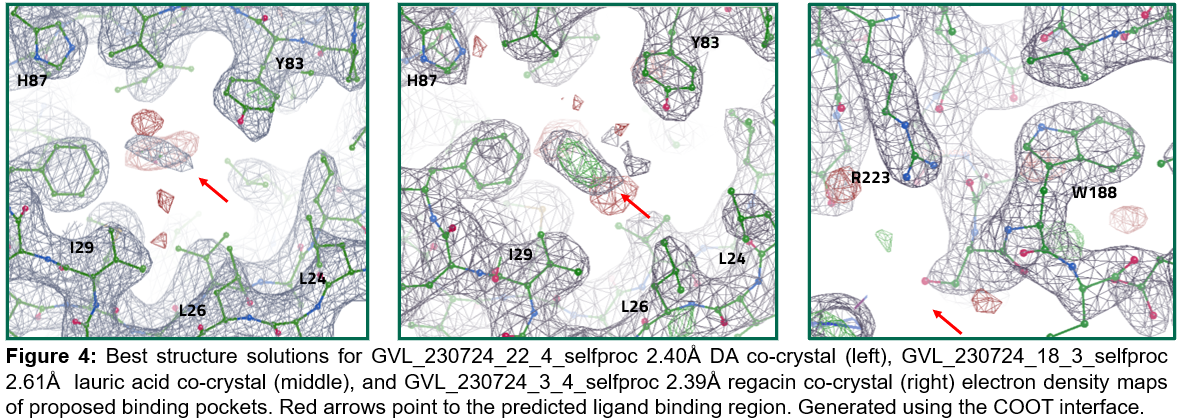 H87
Y83
I29
L26
L24
H87
Y83
I29
L26
L24
R223
W188
Figure 4: Best structure solutions for GVL_230724_22_4_selfproc 2.40Å DA co-crystal (left), GVL_230724_18_3_selfproc
2.61Å lauric acid co-crystal (middle), and GVL_230724_3_4_selfproc 2.39Å regacin co-crystal (right) electron density maps
of proposed binding pockets. Red arrows point to the predicted ligand binding region. Generated using the COOT interface.